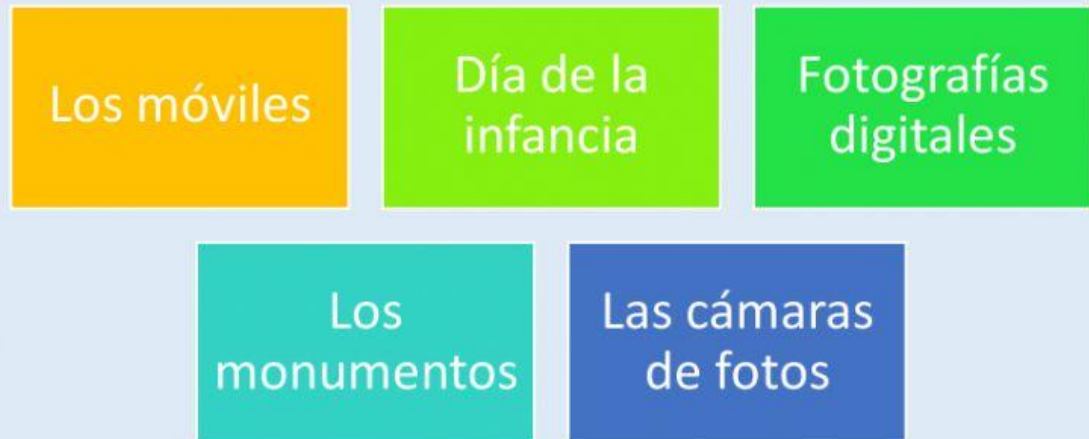 Los móviles
Día de la
infancia
Fotografías
digitales
Los
monumentos
Las cámaras
de fotos